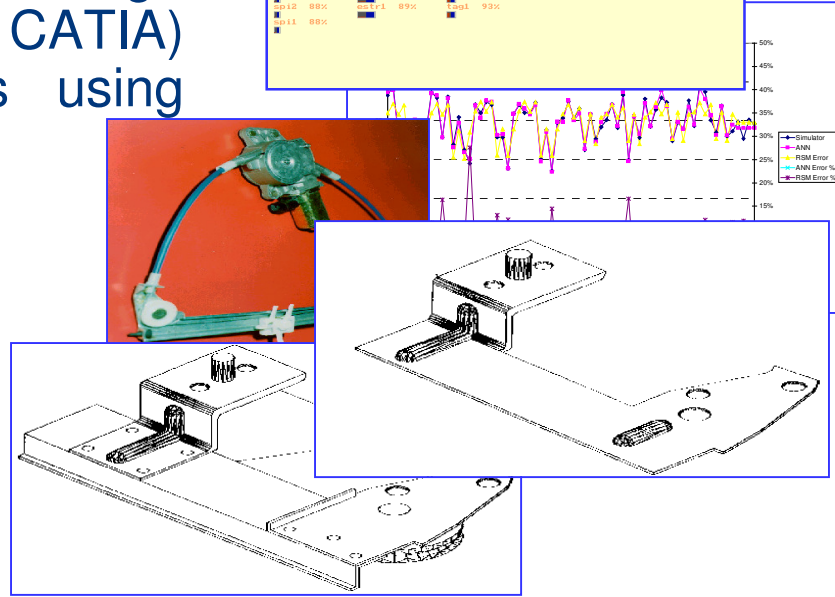 CATIA)
using
spi2 88% estr1 89% tag1 93%
spi1 88%
50%
45%
40%
35%
30%
25%
20%
15%
Simulator
ANN
RSM Error
ANN Error %
RSM Error %